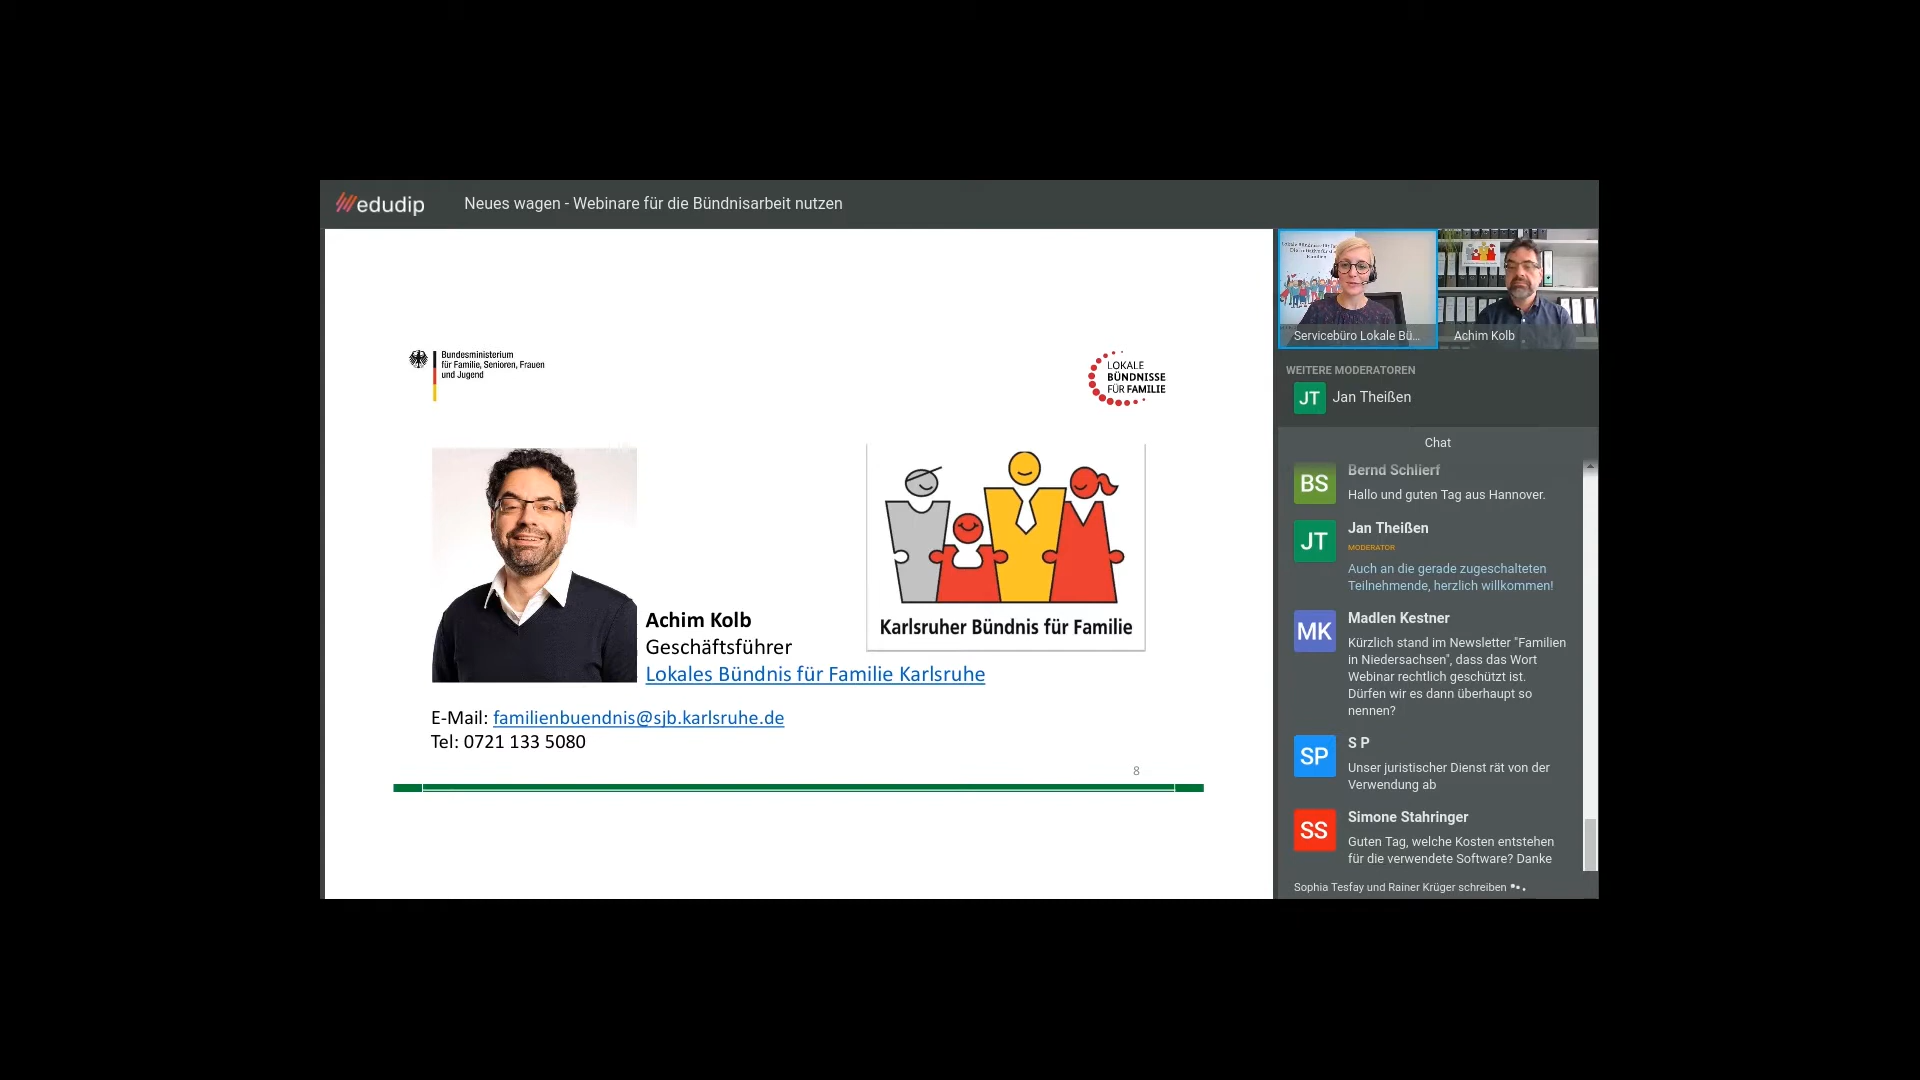 edudip
Neues wagen - Webinare für die Bündnisarbeit nutzen
Bundesministerium
für Familie, Senioren, Frauen
und Jugend
LOKALE
BÜNDNISSE
FÜR FAMILIE
Karlsruher Bündnis für Familie
Achim Kolb
Geschäftsführer
Lokales Bündnis für Familie Karlsruhe
E-Mail: familienbuendnis@sjb.karlsruhe.de
Tel: 0721 133 5080
8
Servicebüro Lokale Bü...
Achim Kolb
WEITERE MODERATOREN
JT
Jan Theißen
Chat
BS
Bernd Schlierf
Hallo und guten Tag aus Hannover.
JT
Jan Theißen
MODERATOR
Auch an die gerade zugeschalteten
Teilnehmende, herzlich willkommen!
MK
Madlen Kestner
Kürzlich stand im Newsletter "Familien
in Niedersachsen", dass das Wort
Webinar rechtlich geschützt ist.
Dürfen wir es dann überhaupt so
nennen?
SP
S P
Unser juristischer Dienst rät von der
Verwendung ab
SS
Simone Stahringer
Guten Tag, welche Kosten entstehen
für die verwendete Software? Danke
Sophia Tesfay und Rainer Krüger schreiben